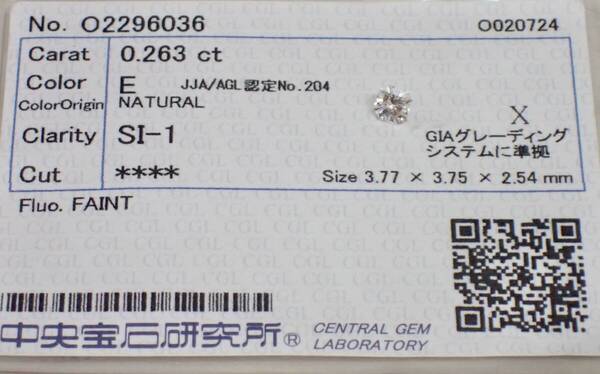 No. O2296036
O020724
Carat 0.263 ct
Color E JJA/AGL認定No.204
ColorOrigin NATURAL
X
Clarity SI-1
GIAグレーディング
システムに準拠
Cut ****
Size 3.77 × 3.75 × 2.54 mm
Fluo. FAINT
中央宝石研究所®
CENTRAL GEM
LABORATORY